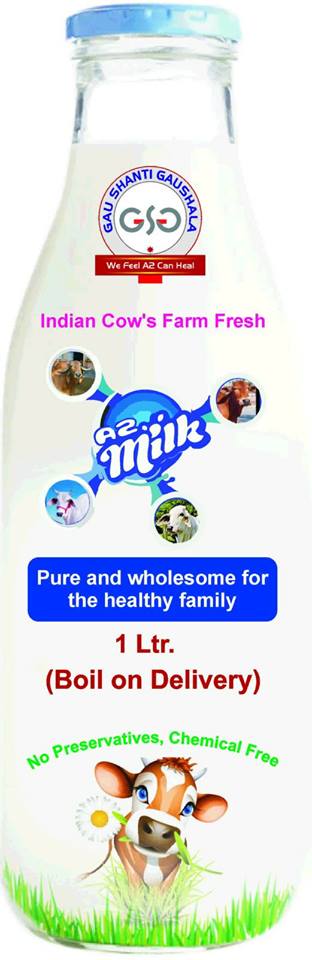 GAU SHANTI GAUSHALA
GSG
We Feel A2 Can Heal
Indian Cow's Farm Fresh
A2
Milk
Pure and wholesome for
the healthy family
1 Ltr.
(Boil on Delivery)
No Preservatives, Chemical Free